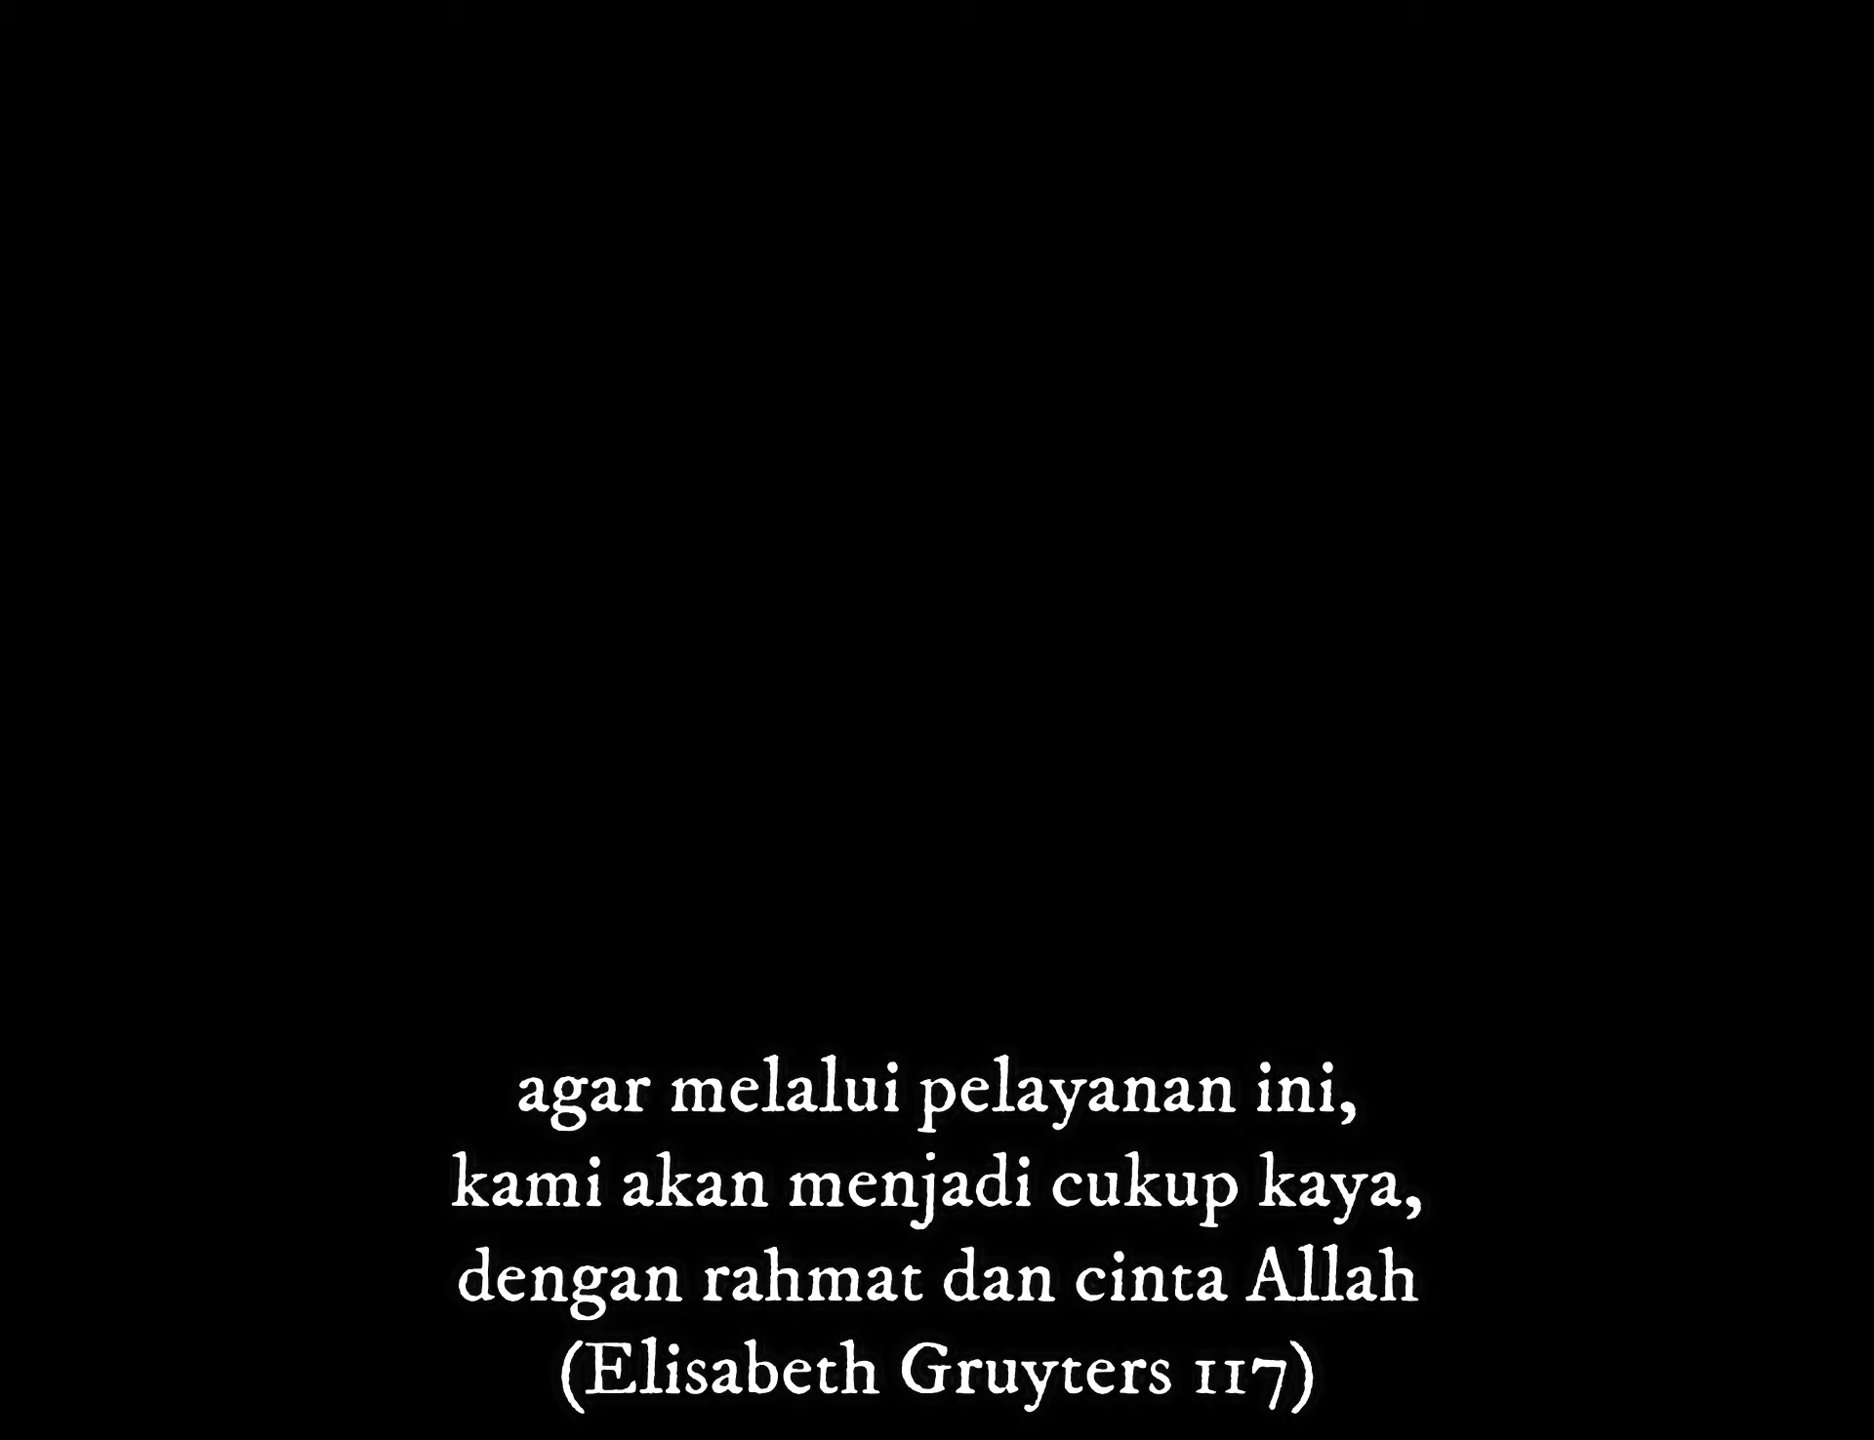 agar melalui pelayanan ini,
kami akan menjadi cukup kaya,
dengan rahmat dan cinta Allah
(Elisabeth Gruyters 117)